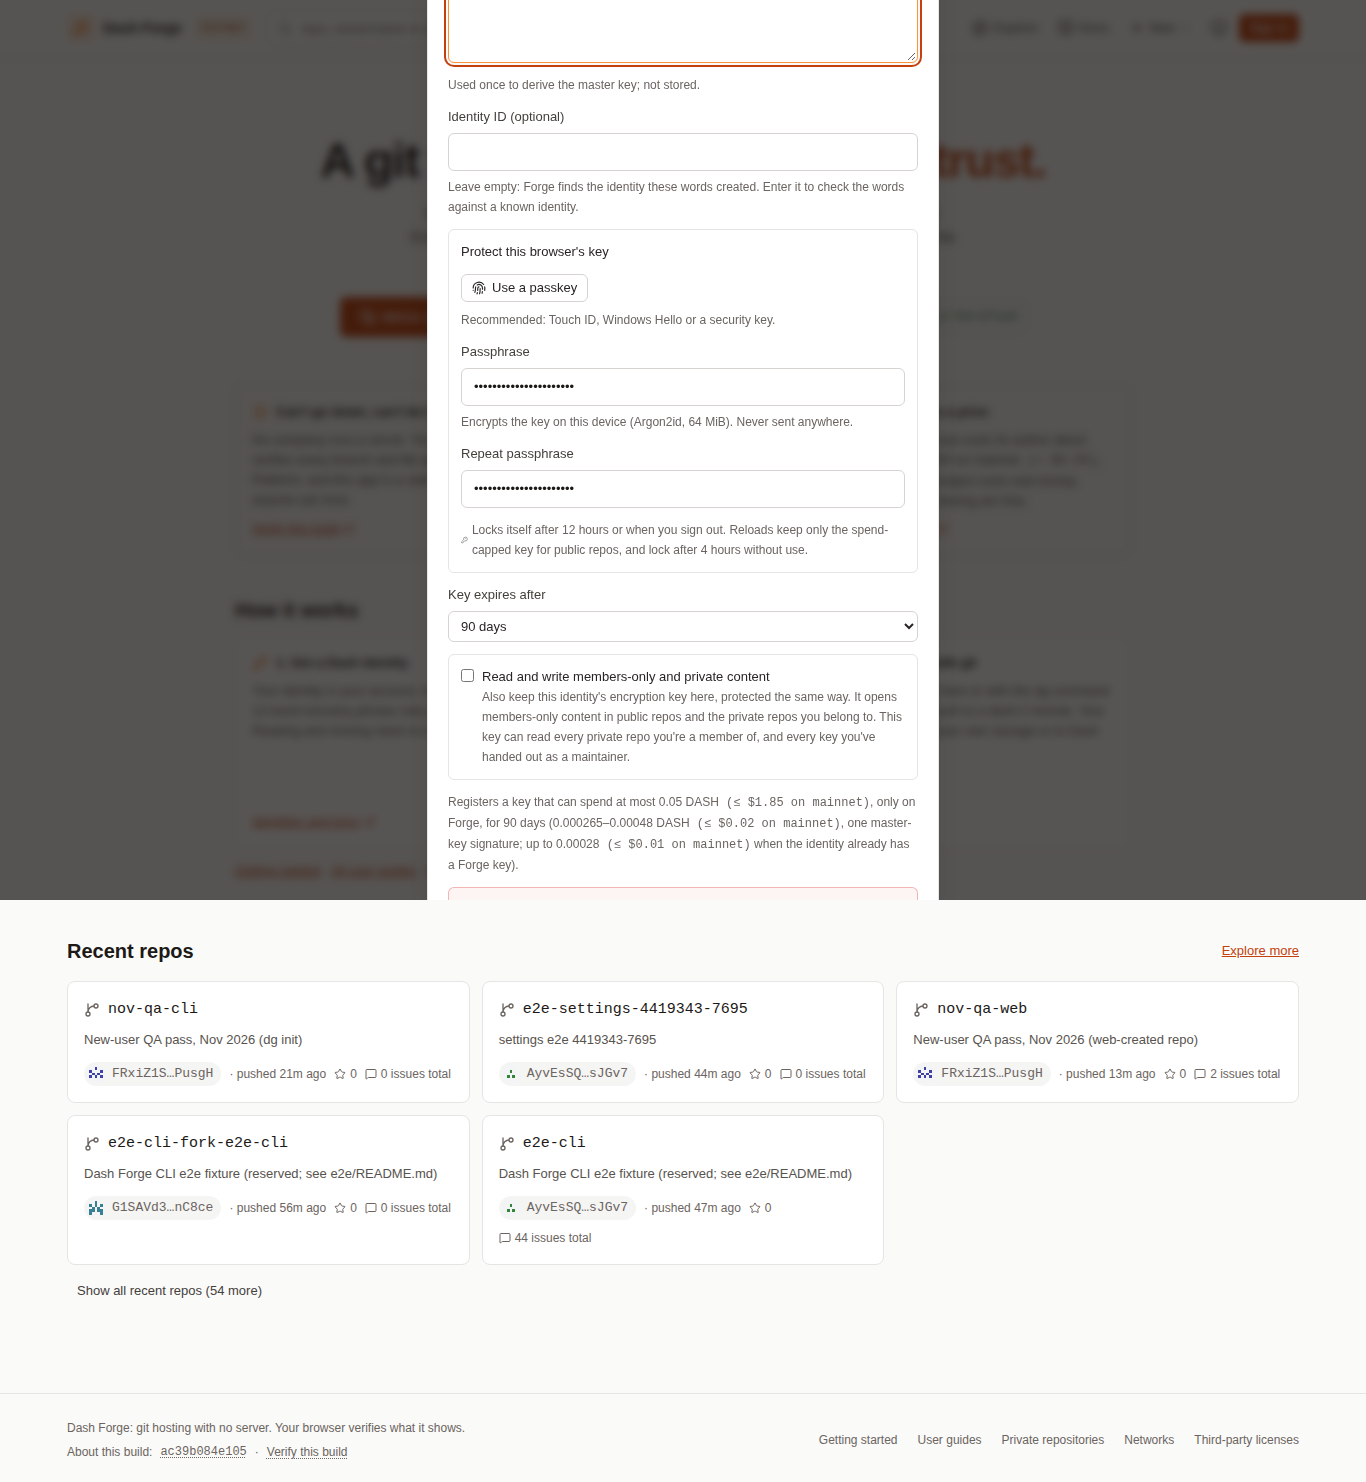 Dash Forge
A git
trust.
Used once to derive the master key; not stored.
Identity ID (optional)
Leave empty: Forge finds the identity these words created. Enter it to check the words
against a known identity.
Protect this browser's key
Use a passkey
Recommended: Touch ID, Windows Hello or a security key.
Passphrase
••••••••••••••••••••••
Encrypts the key on this device (Argon2id, 64 MiB). Never sent anywhere.
Repeat passphrase
••••••••••••••••••••••
Locks itself after 12 hours or when you sign out. Reloads keep only the spend-
capped key for public repos, and lock after 4 hours without use.
How it works
Key expires after
90 days
Read and write members-only and private content
Also keep this identity's encryption key here, protected the same way. It opens
members-only content in public repos and the private repos you belong to. This
key can read every private repo you're a member of, and every key you've
handed out as a maintainer.
Registers a key that can spend at most 0.05 DASH (≤ $1.85 on mainnet), only on
Forge, for 90 days (0.000265–0.00048 DASH (≤ $0.02 on mainnet), one master-
key signature; up to 0.00028 (≤ $0.01 on mainnet) when the identity already has
a Forge key).
Recent repos
Explore more
nov-qa-cli
New-user QA pass, Nov 2026 (dg init)
FRxiZ1S…PusgH · pushed 21m ago 0 0 issues total
e2e-settings-4419343-7695
settings e2e 4419343-7695
AyvEsSQ…sJGv7 · pushed 44m ago 0 0 issues total
nov-qa-web
New-user QA pass, Nov 2026 (web-created repo)
FRxiZ1S…PusgH · pushed 13m ago 0 2 issues total
e2e-cli-fork-e2e-cli
Dash Forge CLI e2e fixture (reserved; see e2e/README.md)
G1SAVd3…nC8ce · pushed 56m ago 0 0 issues total
e2e-cli
Dash Forge CLI e2e fixture (reserved; see e2e/README.md)
AyvEsSQ…sJGv7 · pushed 47m ago 0
44 issues total
Show all recent repos (54 more)
Dash Forge: git hosting with no server. Your browser verifies what it shows.
About this build: ac39b084e105 · Verify this build
Getting started User guides Private repositories Networks Third-party licenses